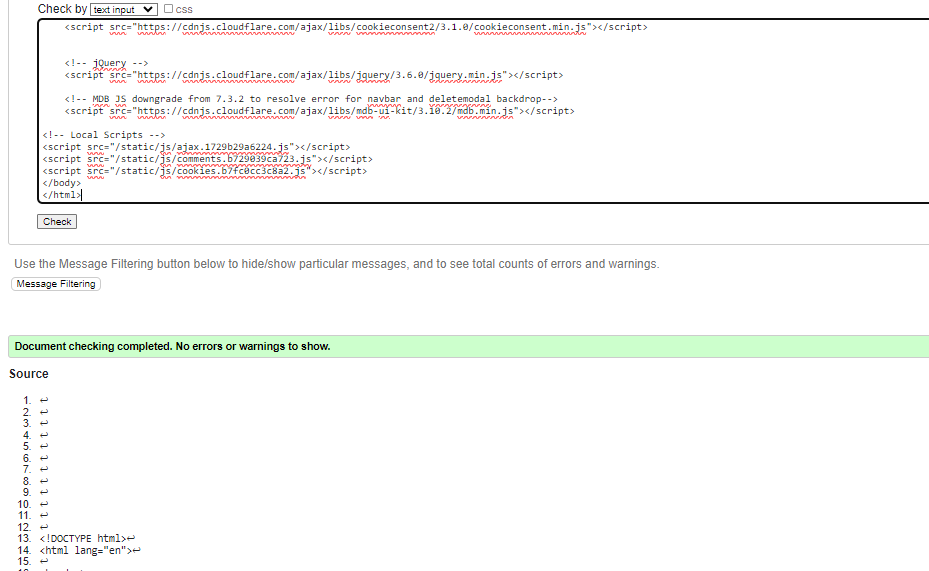 Check by text input css
<script src="https://cdnjs.cloudflare.com/ajax/libs/cookieconsent2/3.1.0/cookieconsent.min.js"></script>
<!-- jQuery -->
<script src="https://cdnjs.cloudflare.com/ajax/libs/jquery/3.6.0/jquery.min.js"></script>
<!-- MDB JS downgrade from 7.3.2 to resolve error for navbar and deletemodal backdrop-->
<script src="https://cdnjs.cloudflare.com/ajax/libs/mdb-ui-kit/3.10.2/mdb.min.js"></script>
<!-- Local Scripts -->
<script src="/static/js/ajax.1729b29a6224.js"></script>
<script src="/static/js/comments.b729039ca723.js"></script>
<script src="/static/js/cookies.b7fc0cc3c8a2.js"></script>
</body>
</html>
Check
Use the Message Filtering button below to hide/show particular messages, and to see total counts of errors and warnings.
Message Filtering
Document checking completed. No errors or warnings to show.
Source
1. ↩
2. ↩
3. ↩
4. ↩
5. ↩
6. ↩
7. ↩
8. ↩
9. ↩
10. ↩
11. ↩
12. ↩
13. <!DOCTYPE html>↩
14. <html lang="en">↩
15. ↩